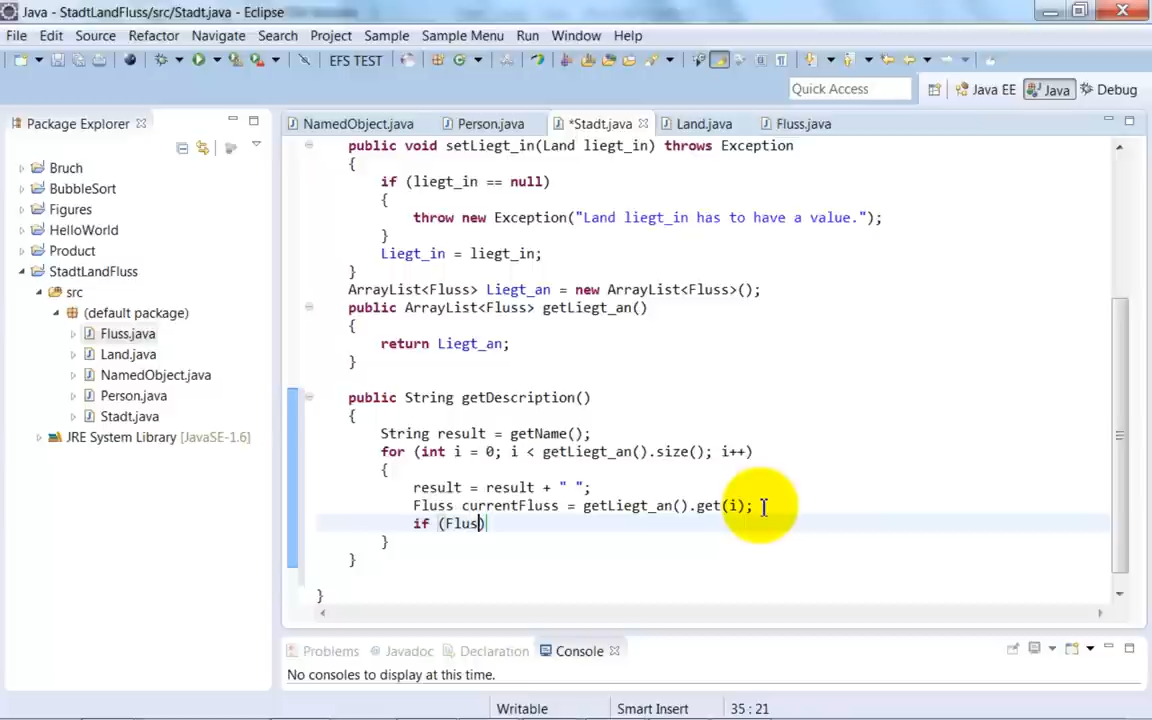 Java - StadtLandFluss/src/Stadt.java - Eclipse
File Edit Source Refactor Navigate Search Project Sample Sample Menu Run Window Help
EFS TEST
Quick Access Java EE Java Debug
Package Explorer
NamedObject.java Person.java *Stadt.java Land.java Fluss.java
Bruch
BubbleSort
Figures
HelloWorld
Product
StadtLandFluss
src
(default package)
Fluss.java
Land.java
NamedObject.java
Person.java
Stadt.java
JRE System Library [JavaSE-1.6]
public void setLiegt_in(Land liegt_in) throws Exception
{
if (liegt_in == null)
{
throw new Exception("Land liegt_in has to have a value.");
}
Liegt_in = liegt_in;
}
ArrayList<Fluss> Liegt_an = new ArrayList<Fluss>();
public ArrayList<Fluss> getLiegt_an()
{
return Liegt_an;
}
public String getDescription()
{
String result = getName();
for (int i = 0; i < getLiegt_an().size(); i++)
{
result = result + " ";
Fluss currentFluss = getLiegt_an().get(i);
if (Flus)
}
}
}
Problems Javadoc Declaration Console
No consoles to display at this time.
Writable Smart Insert 35 : 21